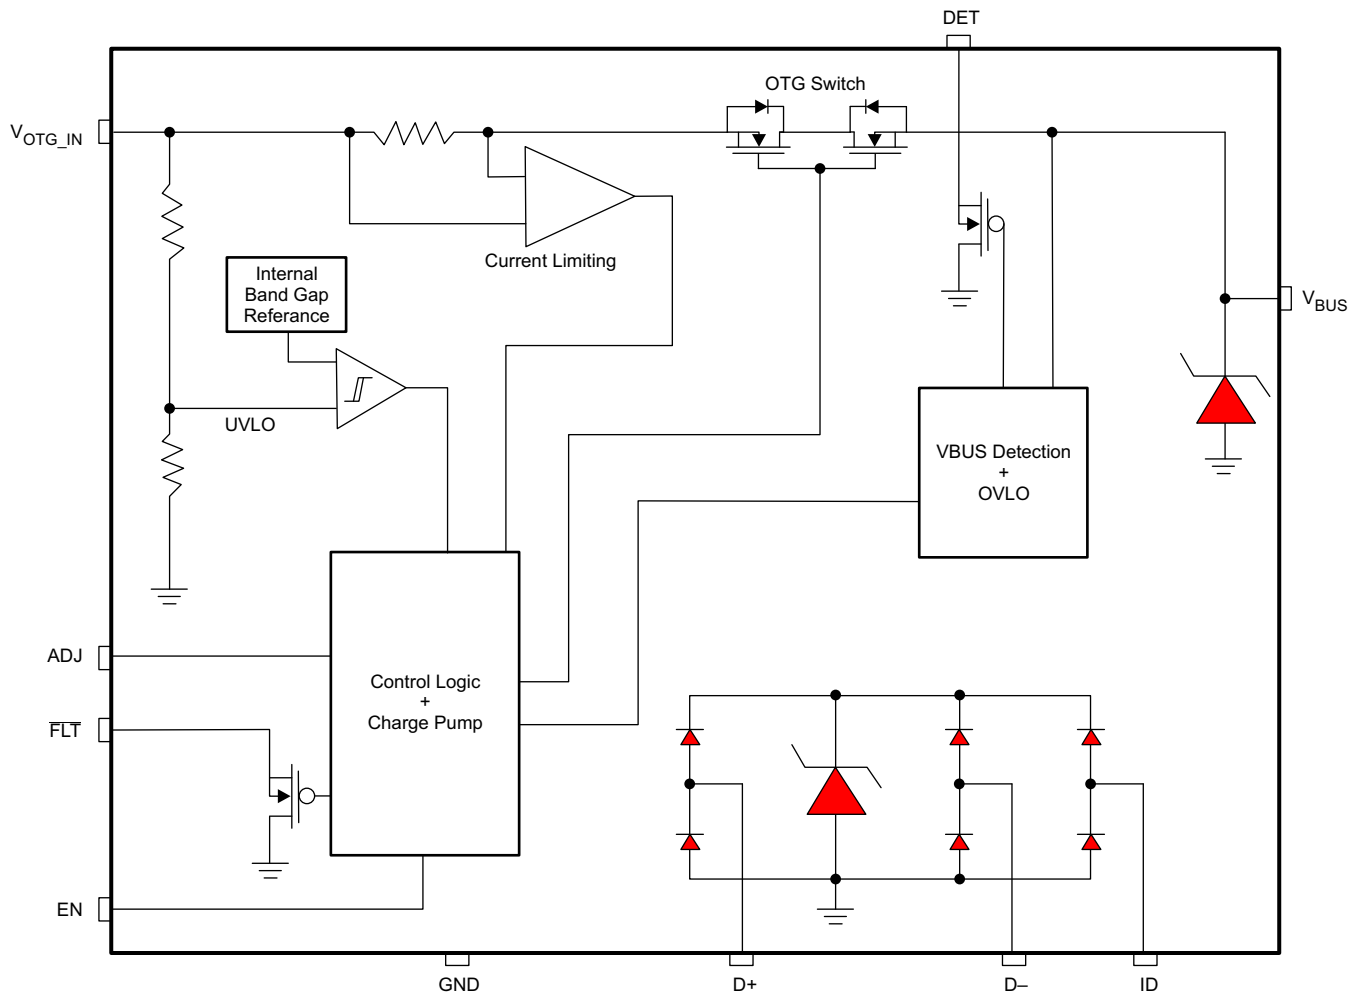 DET
OTG Switch
VOTG_IN
Current Limiting
Internal
Band Gap
Referance
VBUS
UVLO
VBUS Detection
+
OVLO
ADJ
Control Logic
+
Charge Pump
FLT
EN
GND
D+
D–
ID